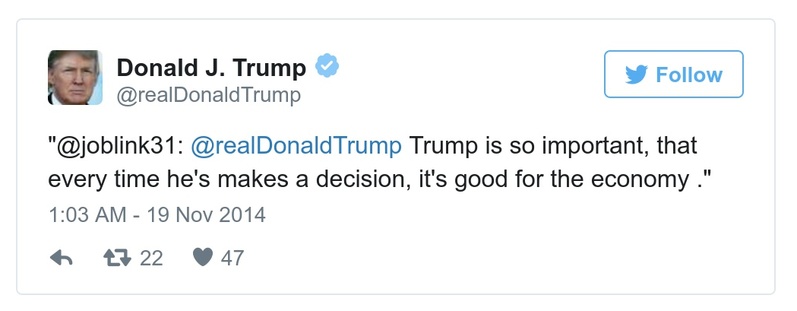 Donald J. Trump
@realDonaldTrump
Follow
"@joblink31: @realDonaldTrump Trump is so important, that
every time he's makes a decision, it's good for the economy ."
1:03 AM - 19 Nov 2014
22 47